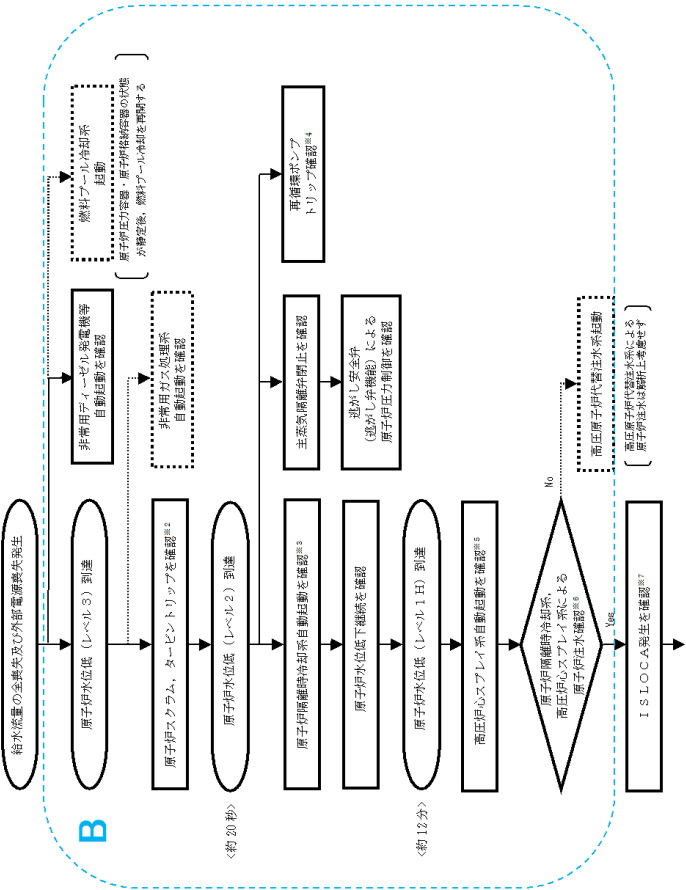 給水流量の全喪失及び外部電源喪失発生
原子炉水位低（レベル３）到達
非常用ディーゼル発電機等
自動起動を確認
燃料プール冷却系
起動
原子炉圧力容器・原子炉格納容器の状態
が静定後，燃料プール冷却を再開する
原子炉スクラム，タービントリップを確認※2
非常用ガス処理系
自動起動を確認
<約20秒>
原子炉水位低（レベル２）到達
原子炉隔離時冷却系自動起動を確認※3
主蒸気隔離弁閉止を確認
再循環ポンプ
トリップ確認※4
原子炉水位低下継続を確認
逃がし安全弁
（逃がし弁機能）による
原子炉圧力制御を確認
<約12分>
原子炉水位低（レベル１Ｈ）到達
高圧炉心スプレイ系自動起動を確認※5
原子炉隔離時冷却系，
高圧炉心スプレイ系による
原子炉注水確認※6
No
高圧原子炉代替注水系起動
高圧原子炉代替注水系による
原子炉注水は解析上考慮せず
Yes
ＩＳＬＯＣＡ発生を確認※7
B